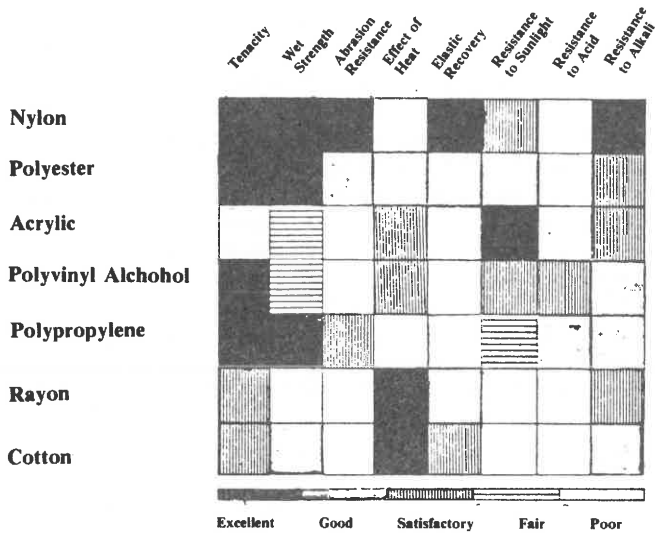 Tenacity
Wet
Strength
Abrasion
Resistance
Effect of
Heat
Elastic
Recovery
Resistance
to Sunlight
Resistance
to Acid
Resistance
to Alkali
Nylon
Polyester
Acrylic
Polyvinyl Alchohol
Polypropylene
Rayon
Cotton
Excellent Good Satisfactory Fair Poor